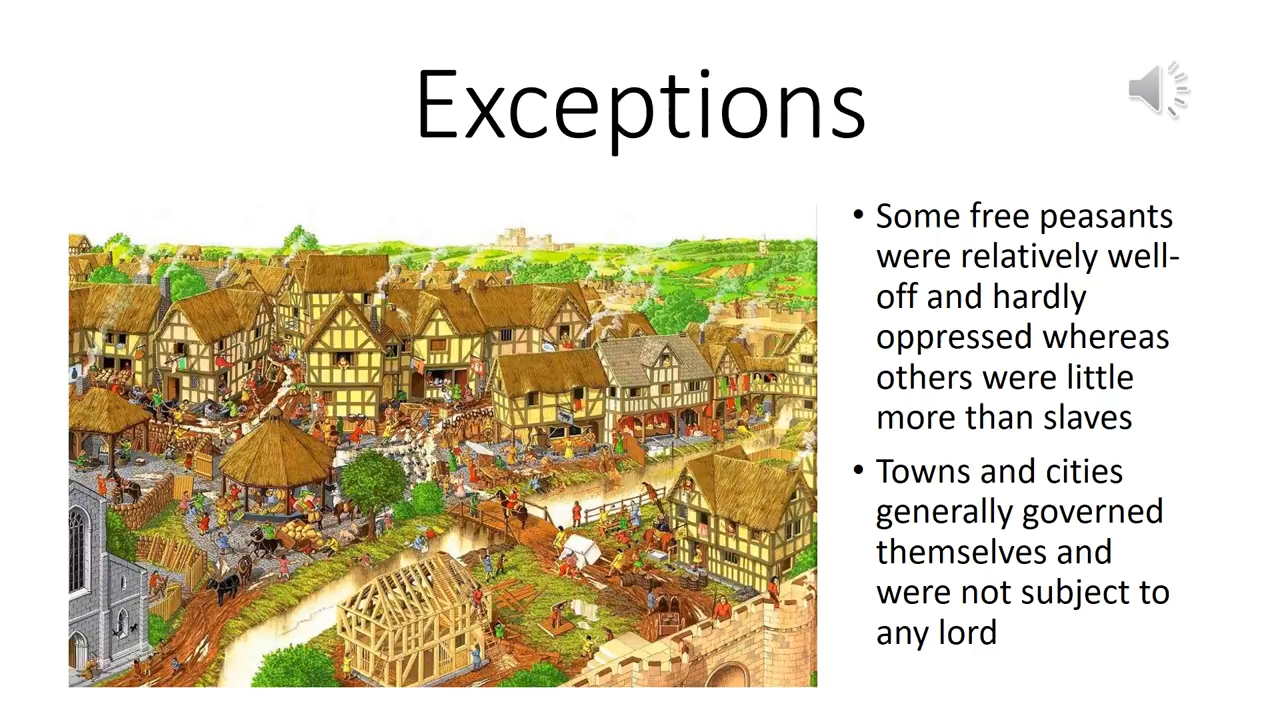 Exceptions
• Some free peasants
were relatively well-
off and hardly
oppressed whereas
others were little
more than slaves
• Towns and cities
generally governed
themselves and
were not subject to
any lord